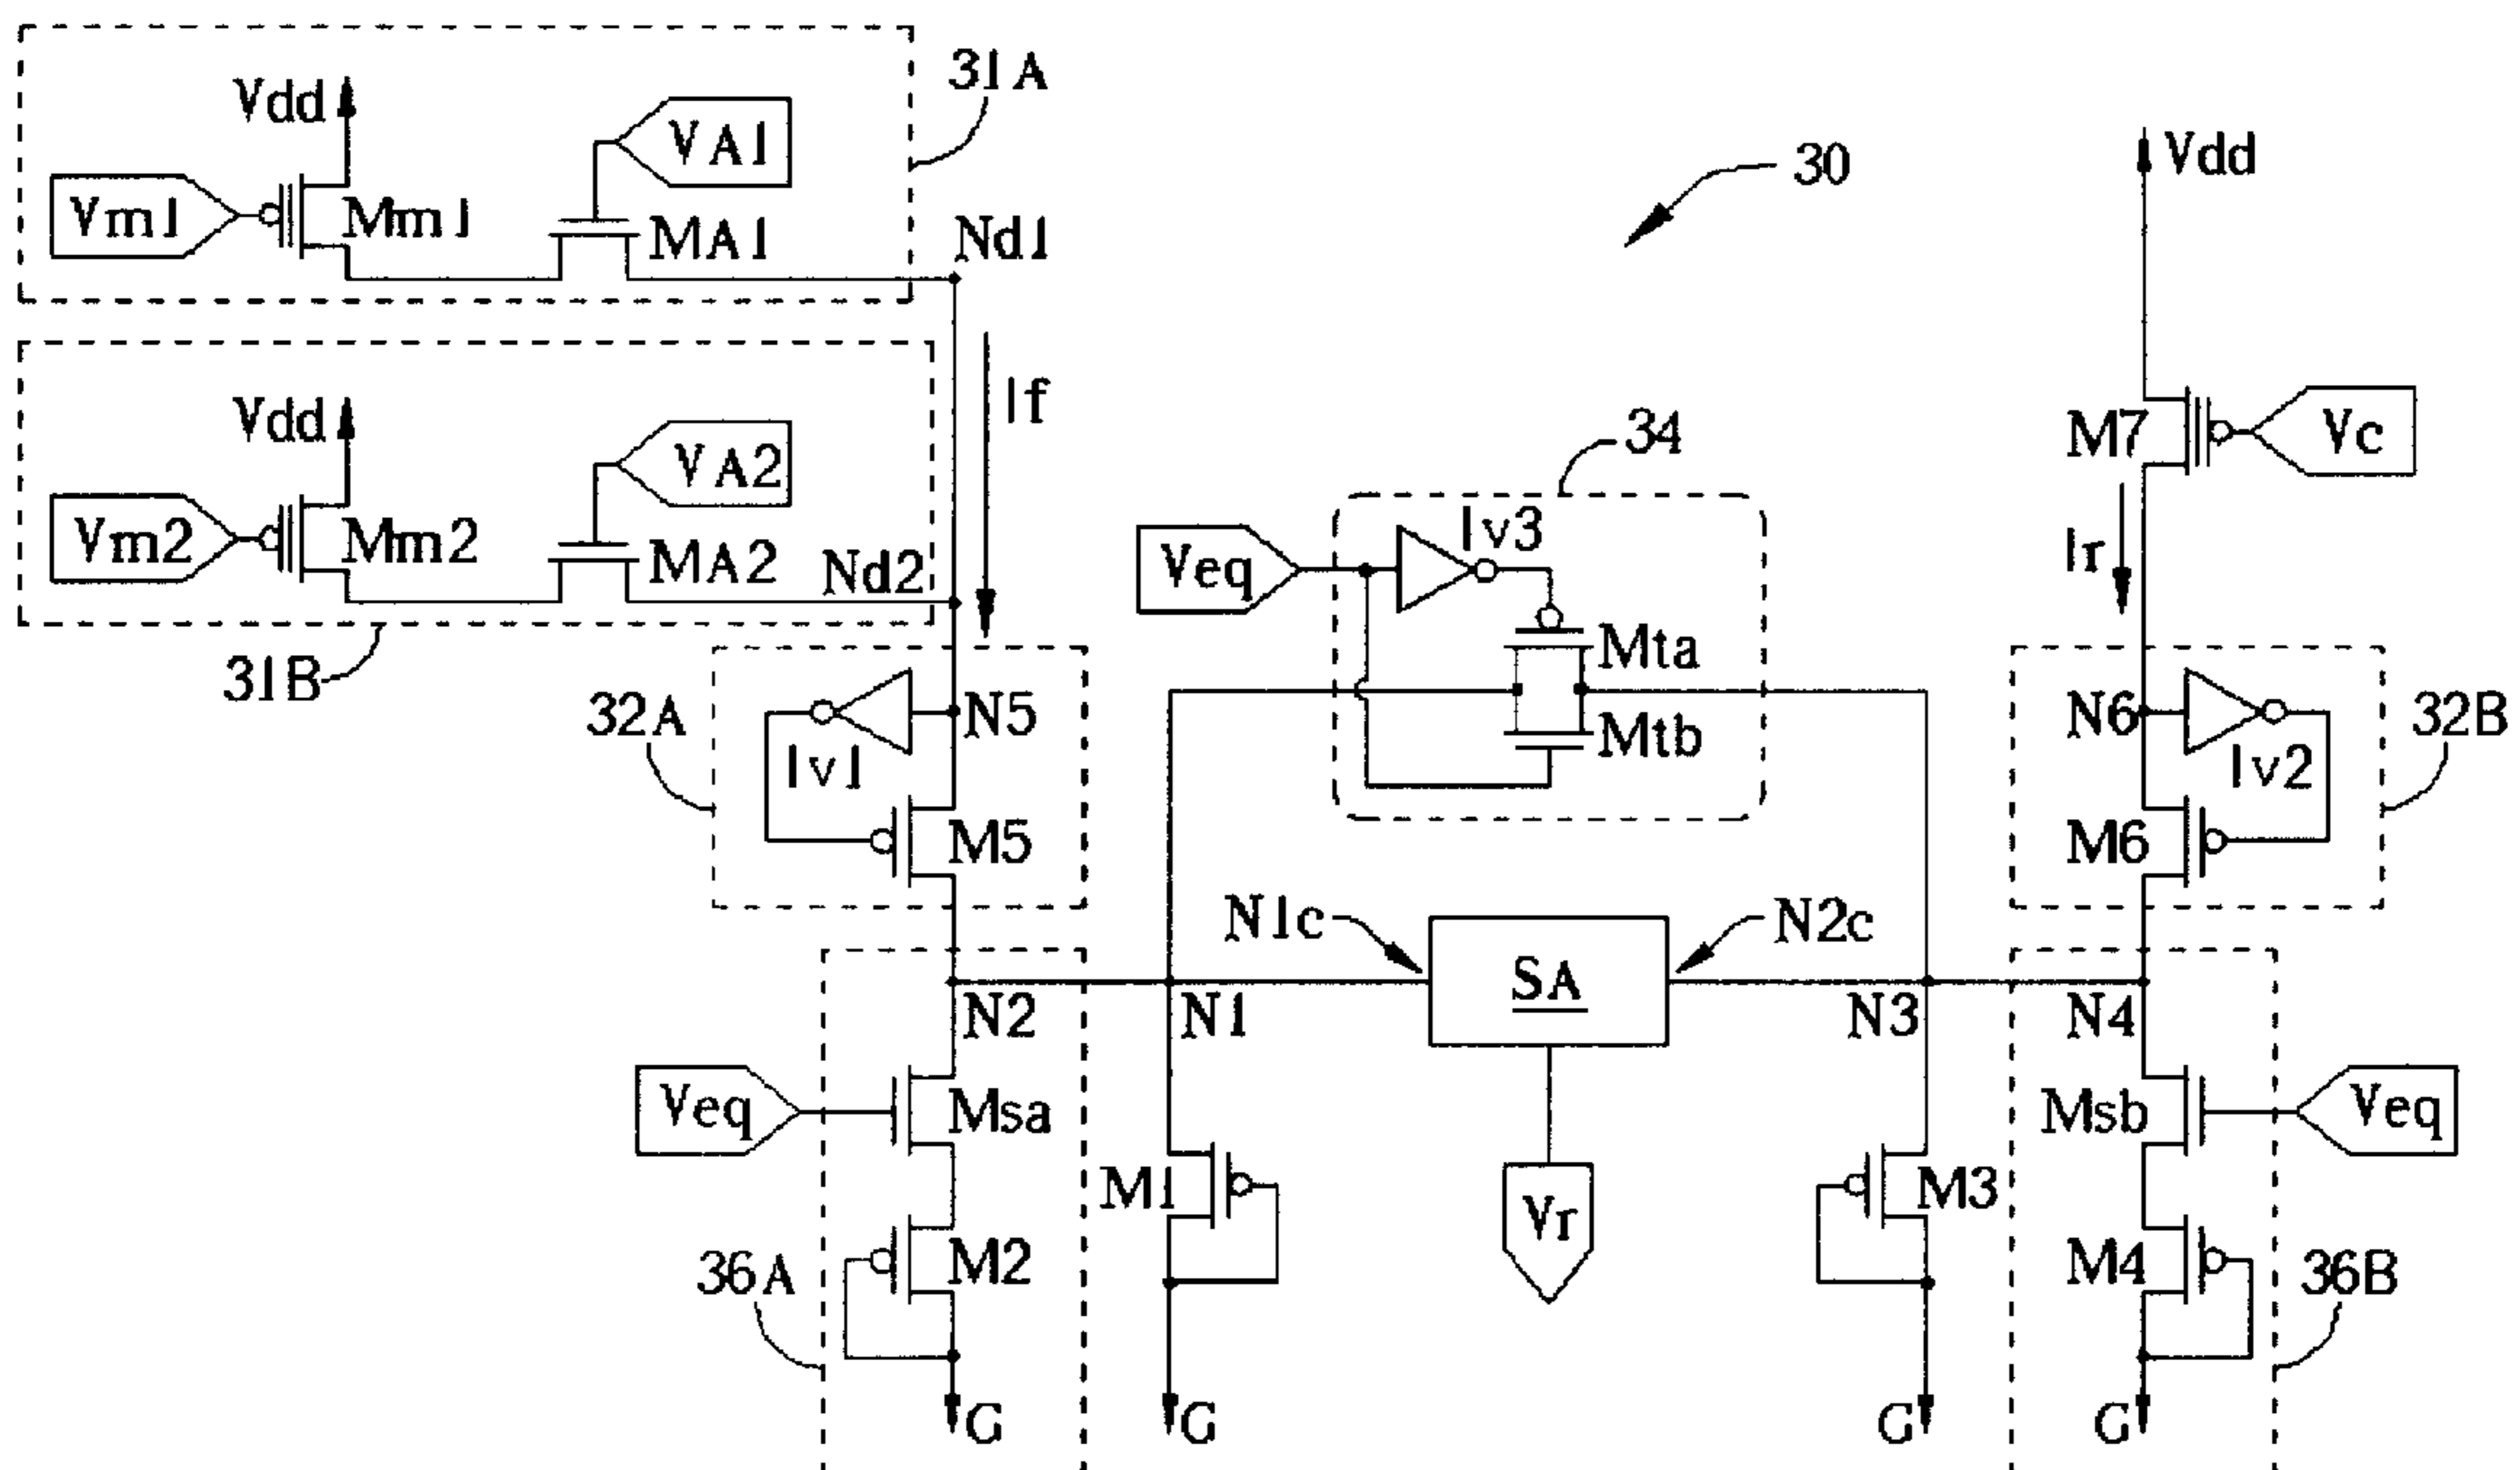 31A
Vdd
VA1
Vm1
Mm1
MA1
Nd1
30
Vdd
Vdd
If
VA2
34
M7
Vc
Vm2
Mm2
MA2
Nd2
Veq
Iv3
Ir
31B
Mta
32A
N5
N6
32B
Iv1
Mtb
Iv2
M5
M6
N1c
N2c
SA
N2
N1
N3
N4
Veq
Msa
Msb
Veq
M1
Vr
M3
36A
M2
M4
36B
G
G
G
G